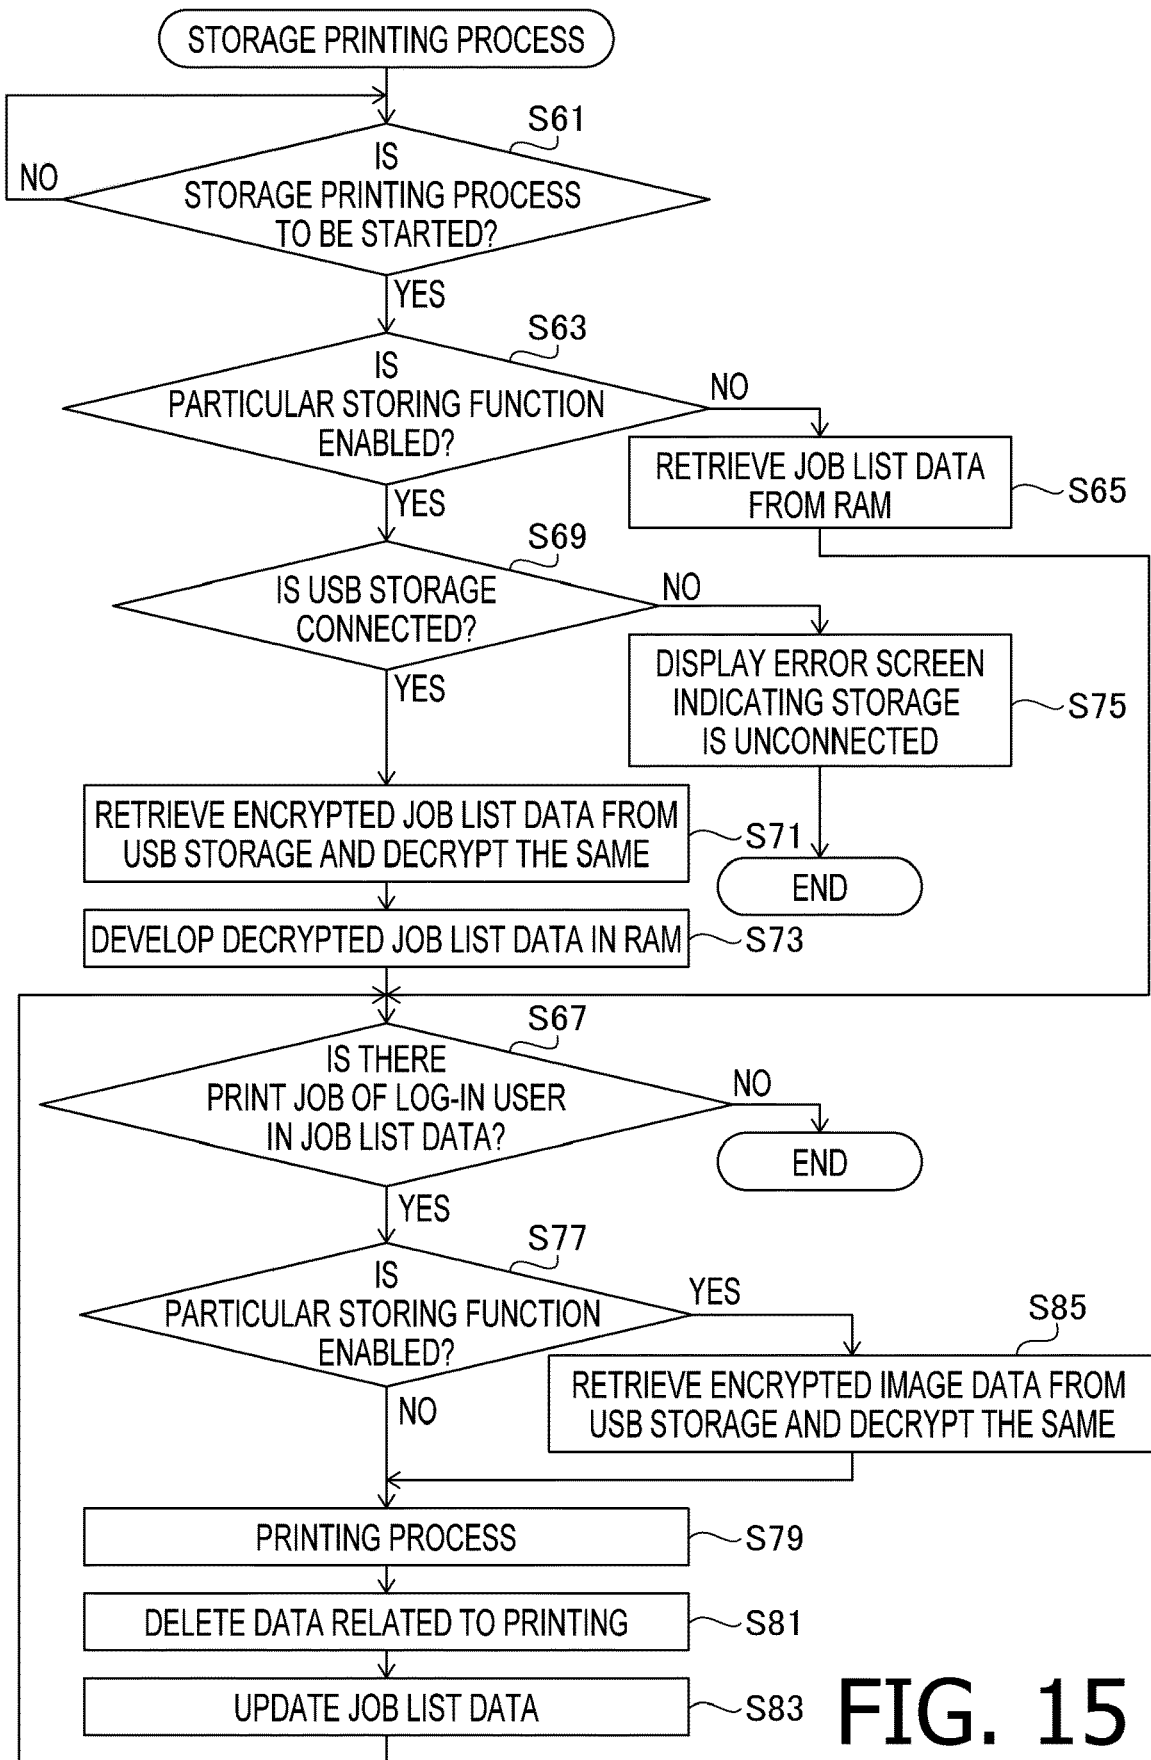 STORAGE PRINTING PROCESS
S61
NO
IS
STORAGE PRINTING PROCESS
TO BE STARTED?
YES
S63
IS
PARTICULAR STORING FUNCTION
ENABLED?
NO
RETRIEVE JOB LIST DATA
FROM RAM
S65
YES
S69
IS USB STORAGE
CONNECTED?
NO
DISPLAY ERROR SCREEN
INDICATING STORAGE
IS UNCONNECTED
S75
YES
RETRIEVE ENCRYPTED JOB LIST DATA FROM
USB STORAGE AND DECRYPT THE SAME
S71
END
DEVELOP DECRYPTED JOB LIST DATA IN RAM
S73
S67
IS THERE
PRINT JOB OF LOG-IN USER
IN JOB LIST DATA?
NO
END
YES
S77
IS
PARTICULAR STORING FUNCTION
ENABLED?
YES
S85
RETRIEVE ENCRYPTED IMAGE DATA FROM
USB STORAGE AND DECRYPT THE SAME
NO
PRINTING PROCESS
S79
DELETE DATA RELATED TO PRINTING
S81
UPDATE JOB LIST DATA
S83
FIG. 15